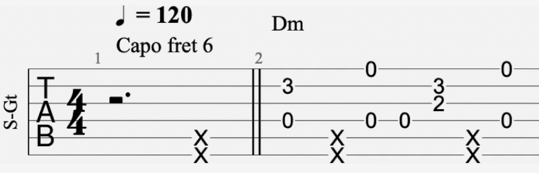 ♩ = 120
Capo fret 6
Dm
1
2
S-Gt
TAB
4
4
0 0
3 3
2
0 0 0 0
X X X
X X X